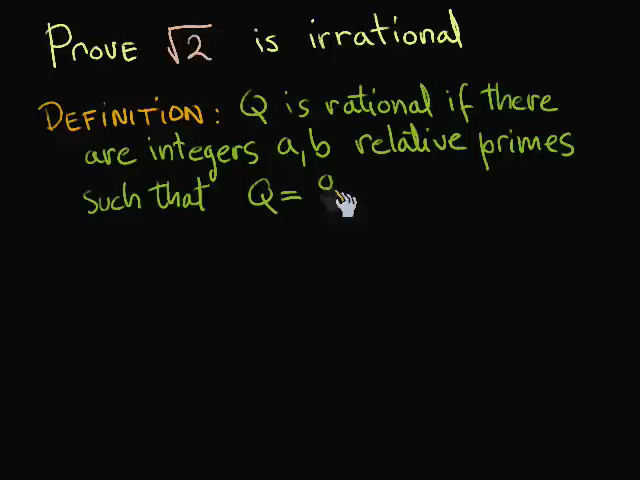 Prove √2 is irrational
DEFINITION: Q is rational if there
are integers a, b relative primes
such that Q =